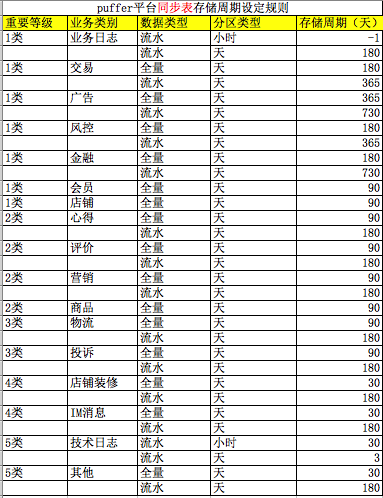 puffer平台同步表存储周期设定规则
重要等级 业务类别 数据类型 分区类型 存储周期（天）
1类 业务日志 流水 小时 -1
流水 天 180
1类 交易 全量 天 180
流水 天 365
1类 广告 全量 天 365
流水 天 730
1类 风控 全量 天 180
流水 天 365
1类 金融 全量 天 180
流水 天 730
1类 会员 全量 天 90
1类 店铺 全量 天 90
2类 心得 全量 天 90
流水 天 180
2类 评价 全量 天 90
流水 天 180
2类 营销 全量 天 90
流水 天 180
2类 商品 全量 天 90
3类 物流 全量 天 90
流水 天 180
3类 投诉 全量 天 90
流水 天 180
4类 店铺装修 全量 天 30
流水 天 180
4类 IM消息 全量 天 30
流水 天 180
5类 技术日志 流水 小时 30
流水 天 3
5类 其他 全量 天 30
流水 天 180